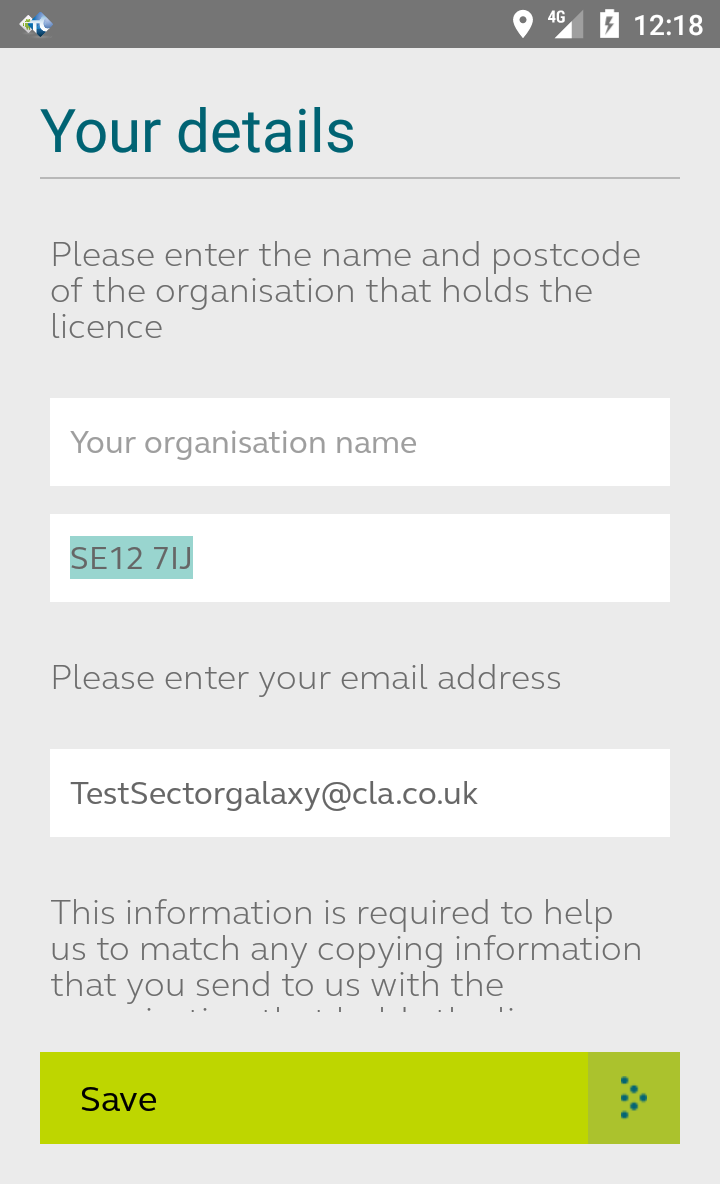 4G 12:18
Your details
Please enter the name and postcode
of the organisation that holds the
licence
Your organisation name
SE12 7IJ
Please enter your email address
TestSectorgalaxy@cla.co.uk
This information is required to help
us to match any copying information
that you send to us with the
Save